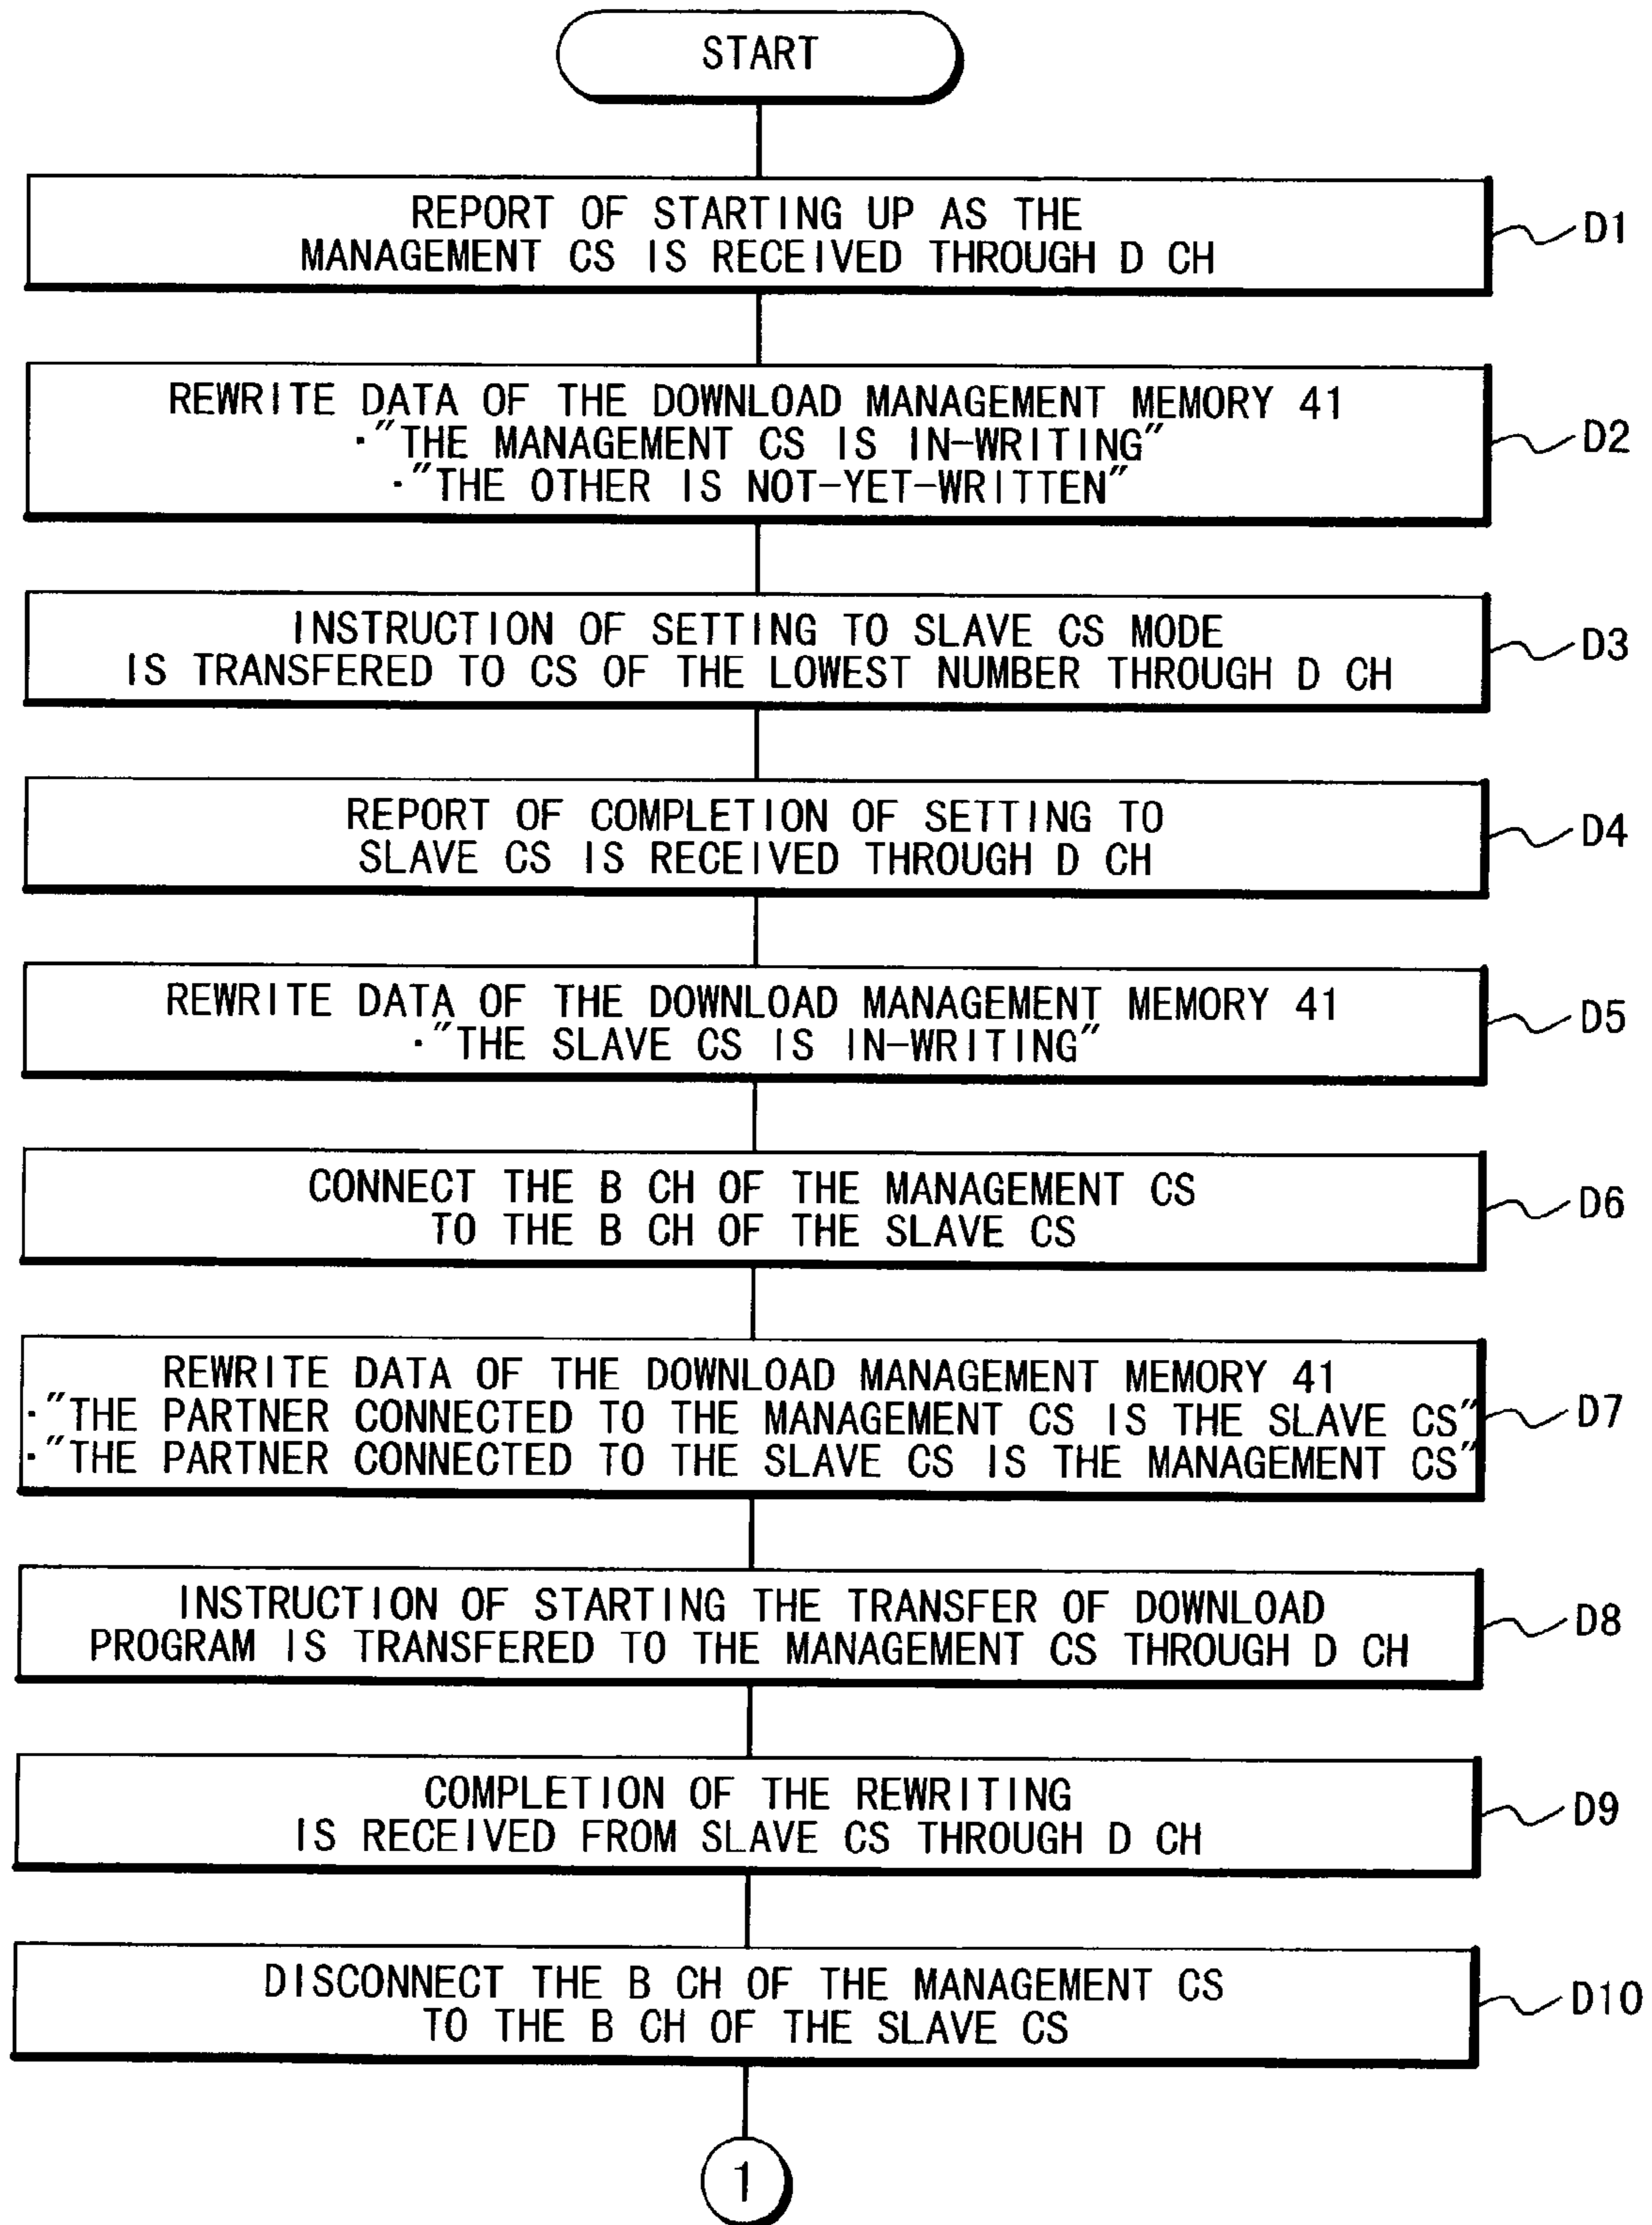 START
REPORT OF STARTING UP AS THE
MANAGEMENT CS IS RECEIVED THROUGH D CH
D1
REWRITE DATA OF THE DOWNLOAD MANAGEMENT MEMORY 41
·"THE MANAGEMENT CS IS IN-WRITING"
·"THE OTHER IS NOT-YET-WRITTEN"
D2
INSTRUCTION OF SETTING TO SLAVE CS MODE
IS TRANSFERED TO CS OF THE LOWEST NUMBER THROUGH D CH
D3
REPORT OF COMPLETION OF SETTING TO
SLAVE CS IS RECEIVED THROUGH D CH
D4
REWRITE DATA OF THE DOWNLOAD MANAGEMENT MEMORY 41
·"THE SLAVE CS IS IN-WRITING"
D5
CONNECT THE B CH OF THE MANAGEMENT CS
TO THE B CH OF THE SLAVE CS
D6
REWRITE DATA OF THE DOWNLOAD MANAGEMENT MEMORY 41
·"THE PARTNER CONNECTED TO THE MANAGEMENT CS IS THE SLAVE CS"
·"THE PARTNER CONNECTED TO THE SLAVE CS IS THE MANAGEMENT CS"
D7
INSTRUCTION OF STARTING THE TRANSFER OF DOWNLOAD
PROGRAM IS TRANSFERED TO THE MANAGEMENT CS THROUGH D CH
D8
COMPLETION OF THE REWRITING
IS RECEIVED FROM SLAVE CS THROUGH D CH
D9
DISCONNECT THE B CH OF THE MANAGEMENT CS
TO THE B CH OF THE SLAVE CS
D10
1